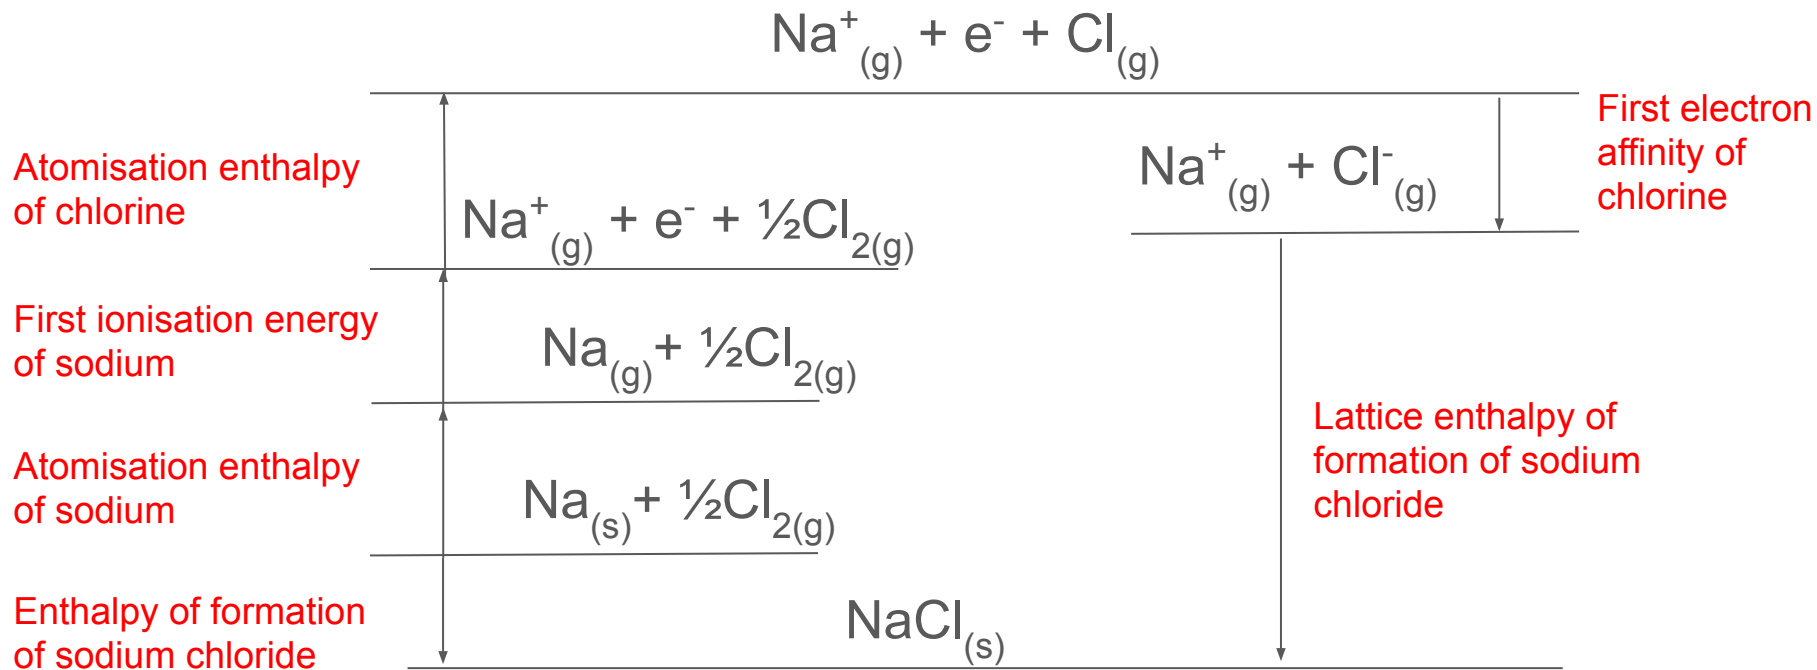 Na⁺(g) + e⁻ + Cl(g)
First electron
affinity of
chlorine
Na⁺(g) + Cl⁻(g)
Atomisation enthalpy
of chlorine
Na⁺(g) + e⁻ + ½Cl₂(g)
First ionisation energy
of sodium
Na(g) + ½Cl₂(g)
Lattice enthalpy of
formation of sodium
chloride
Atomisation enthalpy
of sodium
Na(s) + ½Cl₂(g)
Enthalpy of formation
of sodium chloride
NaCl(s)